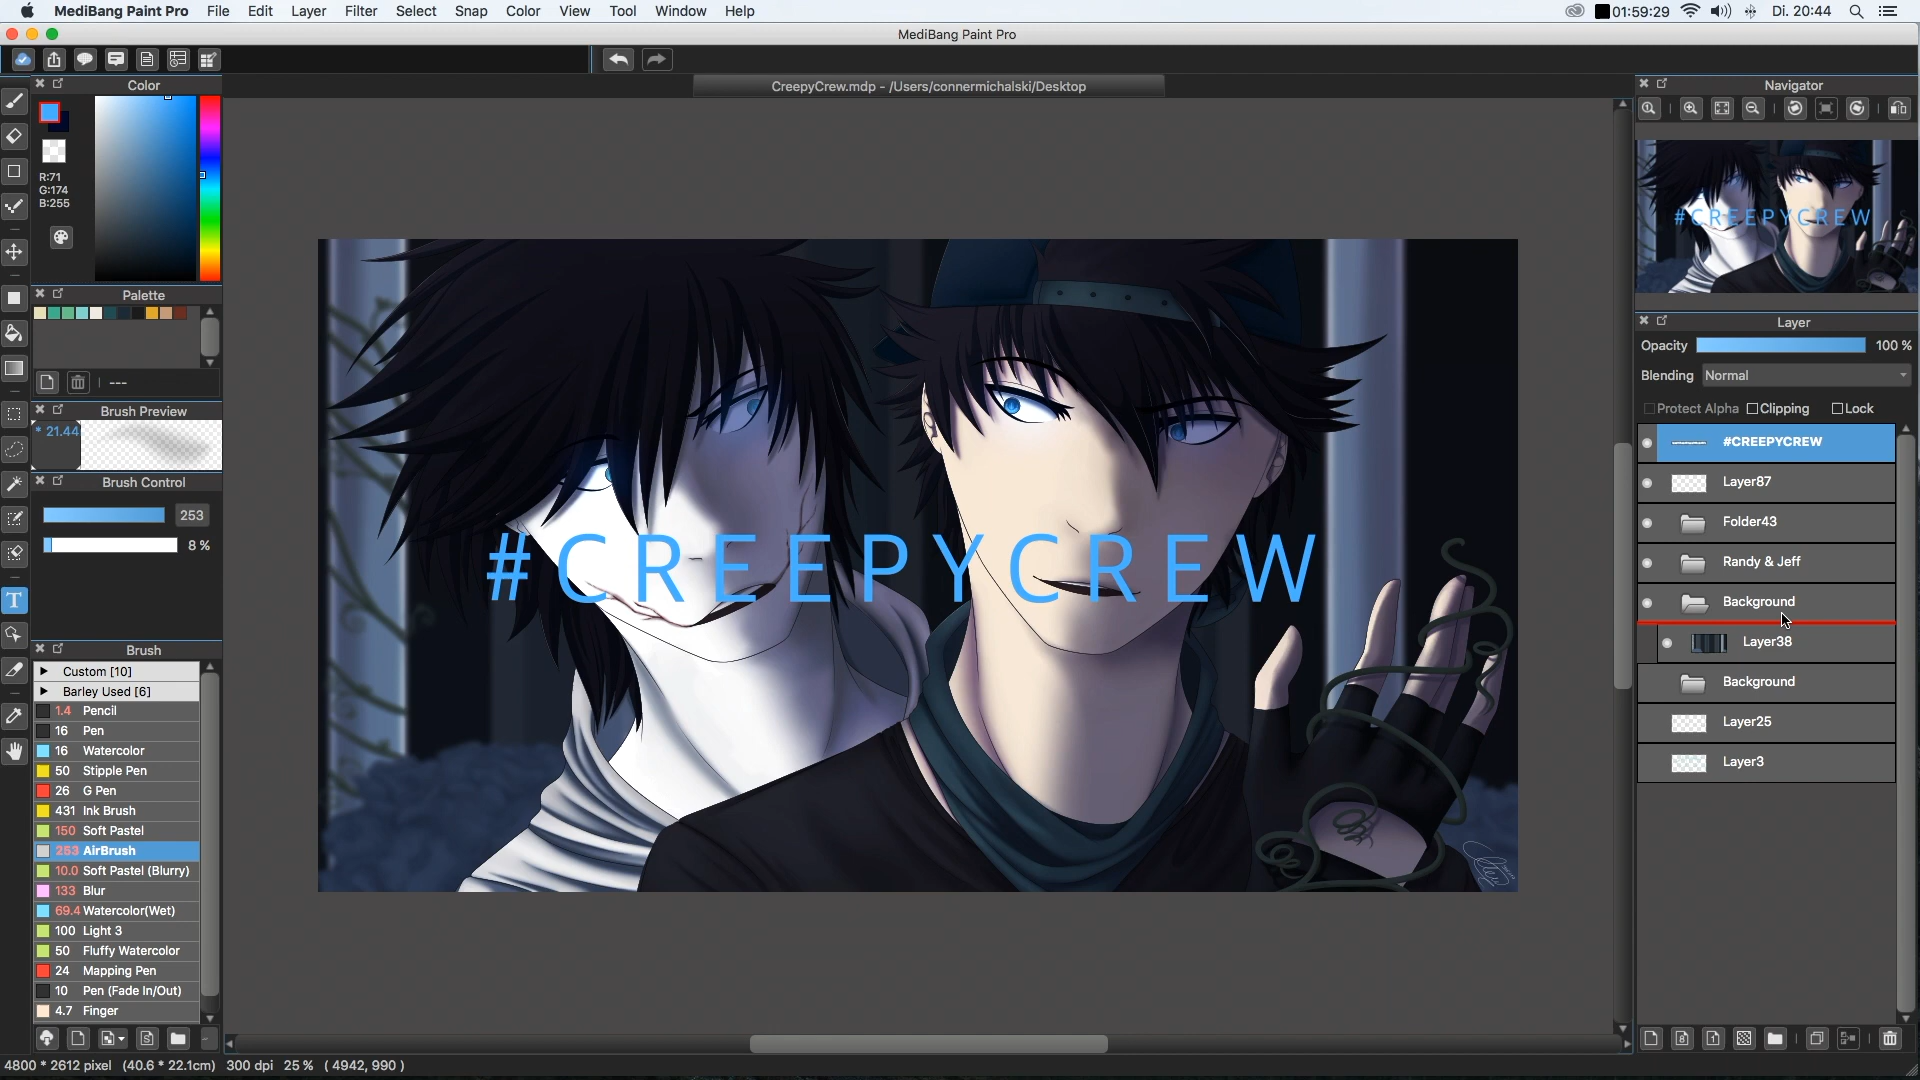 MediBang Paint Pro File Edit Layer Filter Select Snap Color View Tool Window Help 01:59:29 Di. 20:44
MediBang Paint Pro
CreepyCrew.mdp - /Users/connermichalski/Desktop
Color
R:71
G:174
B:255
Palette
---
Brush Preview
* 21.44
Brush Control
253
8 %
Brush
Custom [10]
Barley Used [6]
1.4 Pencil
16 Pen
16 Watercolor
50 Stipple Pen
26 G Pen
431 Ink Brush
150 Soft Pastel
253 AirBrush
10.0 Soft Pastel (Blurry)
133 Blur
69.4 Watercolor(Wet)
100 Light 3
50 Fluffy Watercolor
24 Mapping Pen
10 Pen (Fade In/Out)
4.7 Finger
#CREEPYCREW
Navigator
#CREEPYCREW
Layer
Opacity 100 %
Blending Normal
Protect Alpha Clipping Lock
#CREEPYCREW
Layer87
Folder43
Randy & Jeff
Background
Layer38
Background
Layer25
Layer3
4800 * 2612 pixel (40.6 * 22.1cm) 300 dpi 25 % ( 4942, 990 )